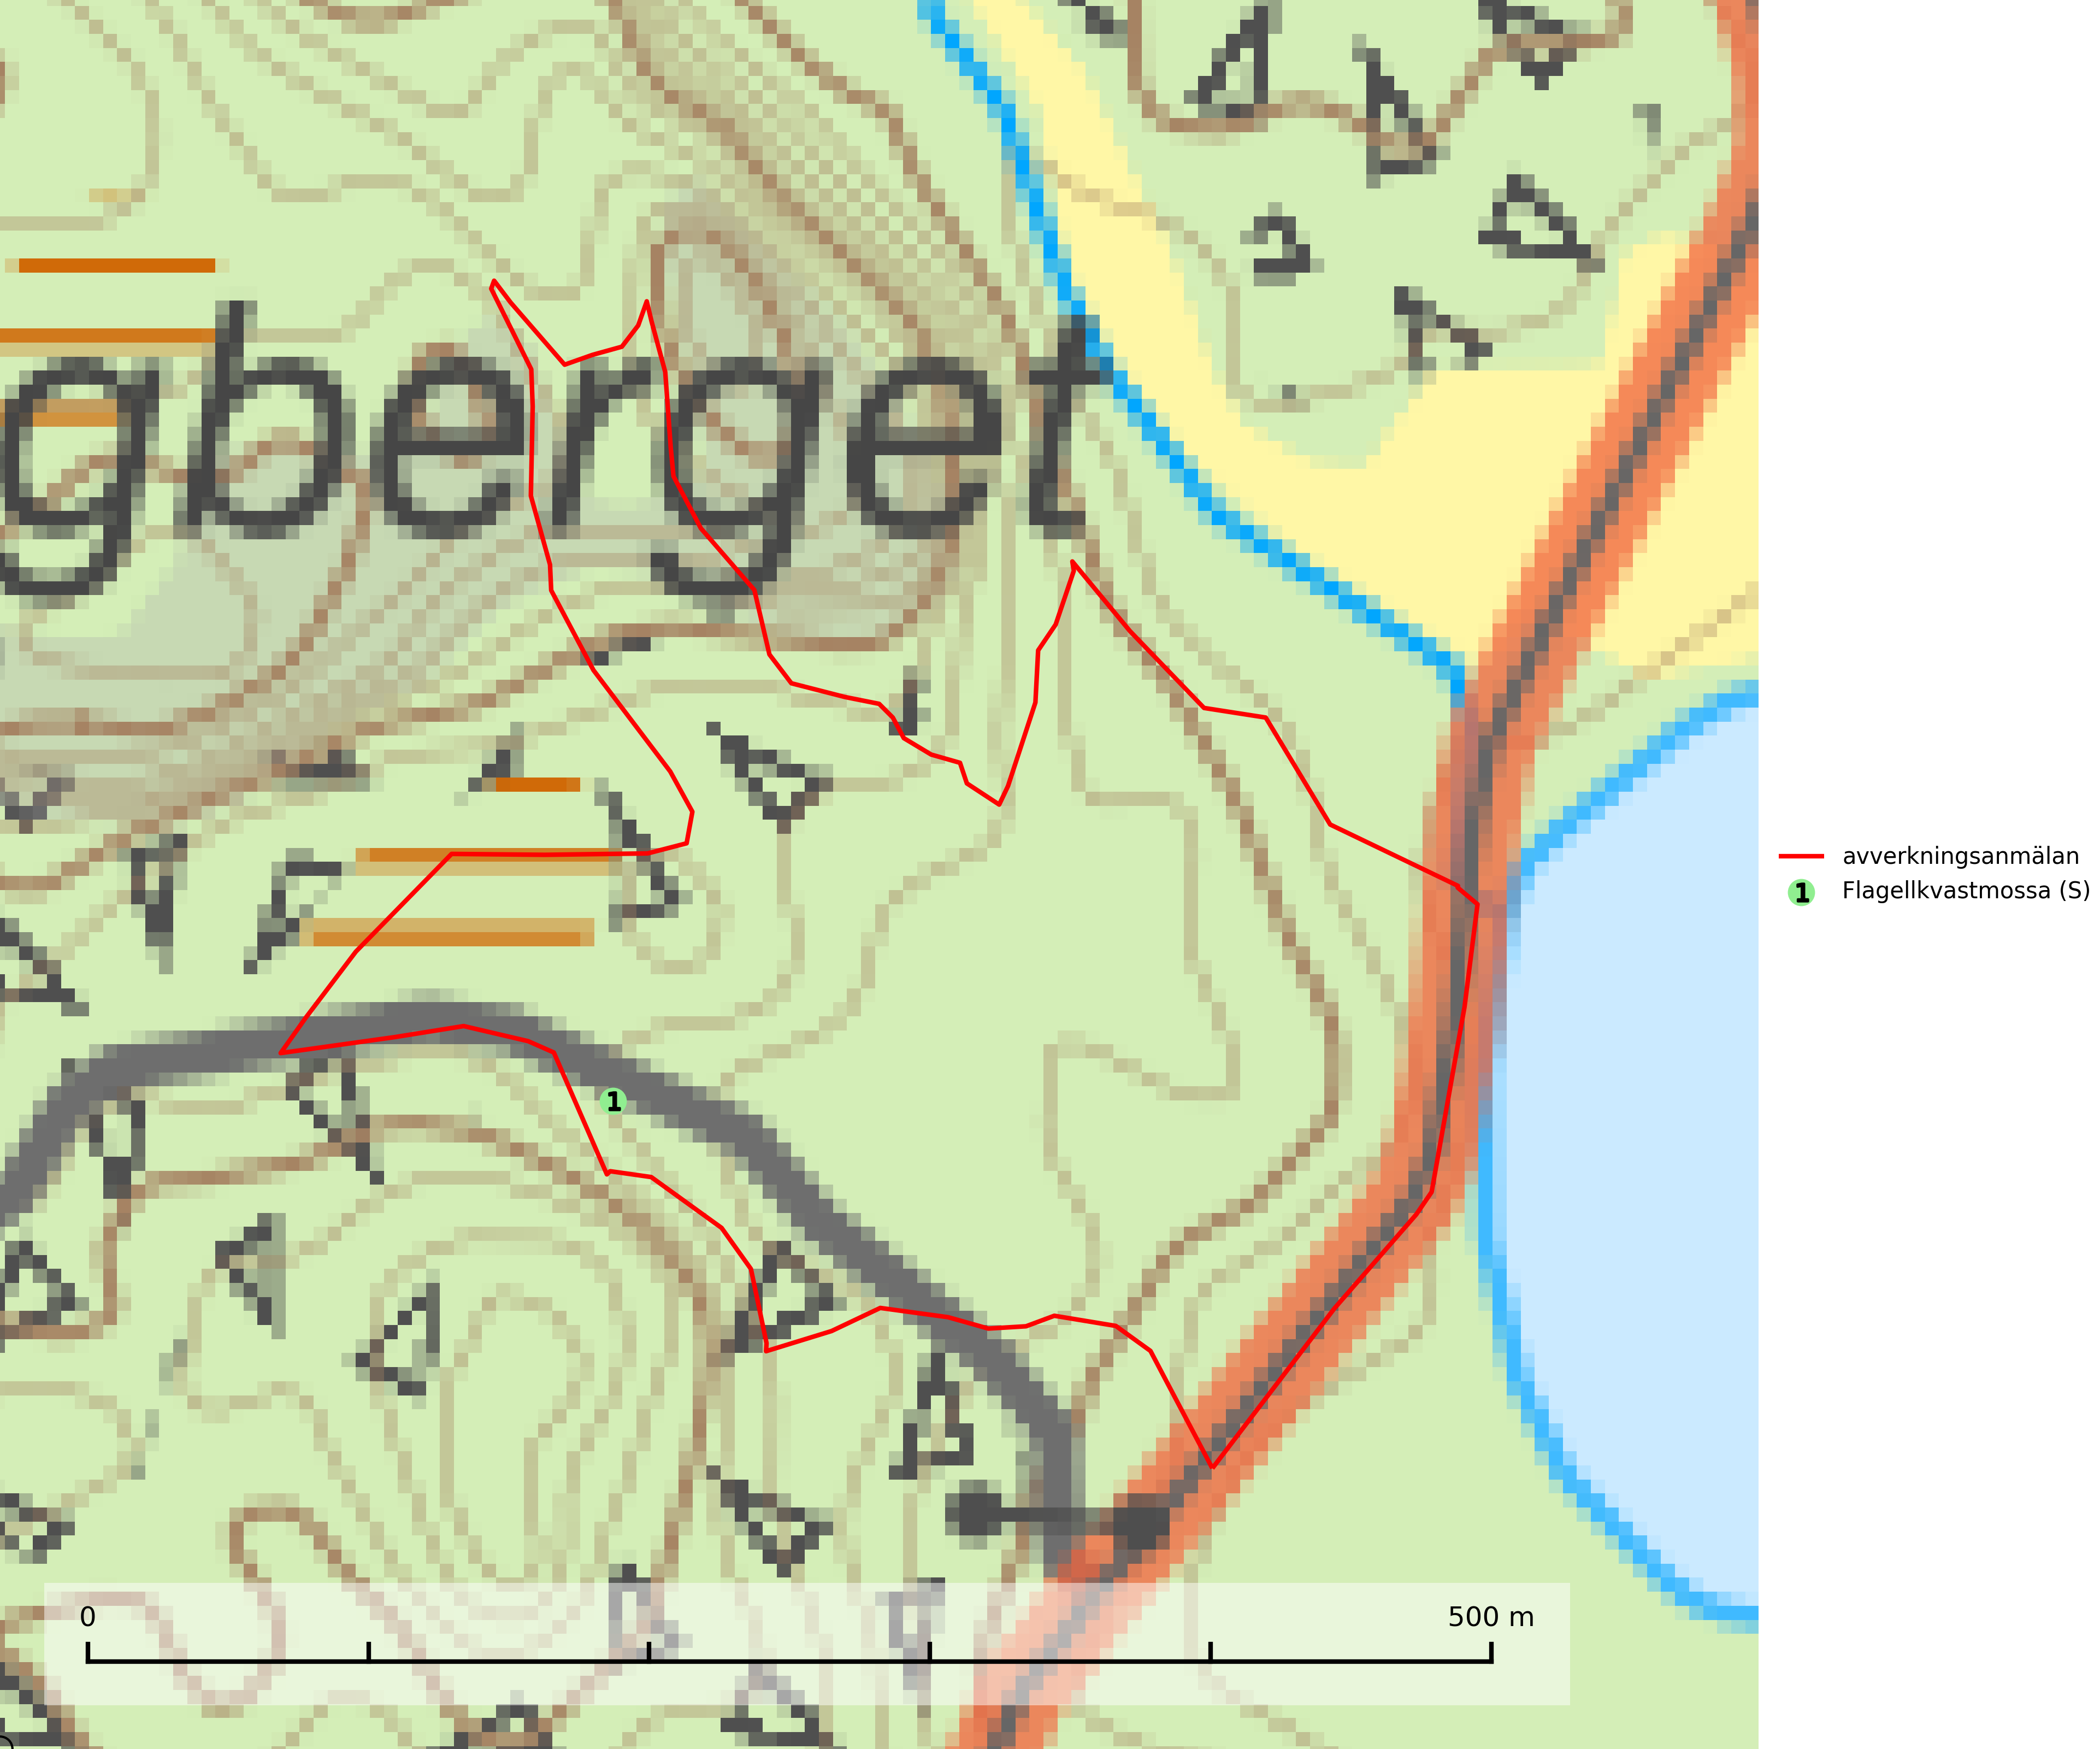 gberget
avverkningsanmälan
1 Flagellkvastmossa (S)
1
0 500 m